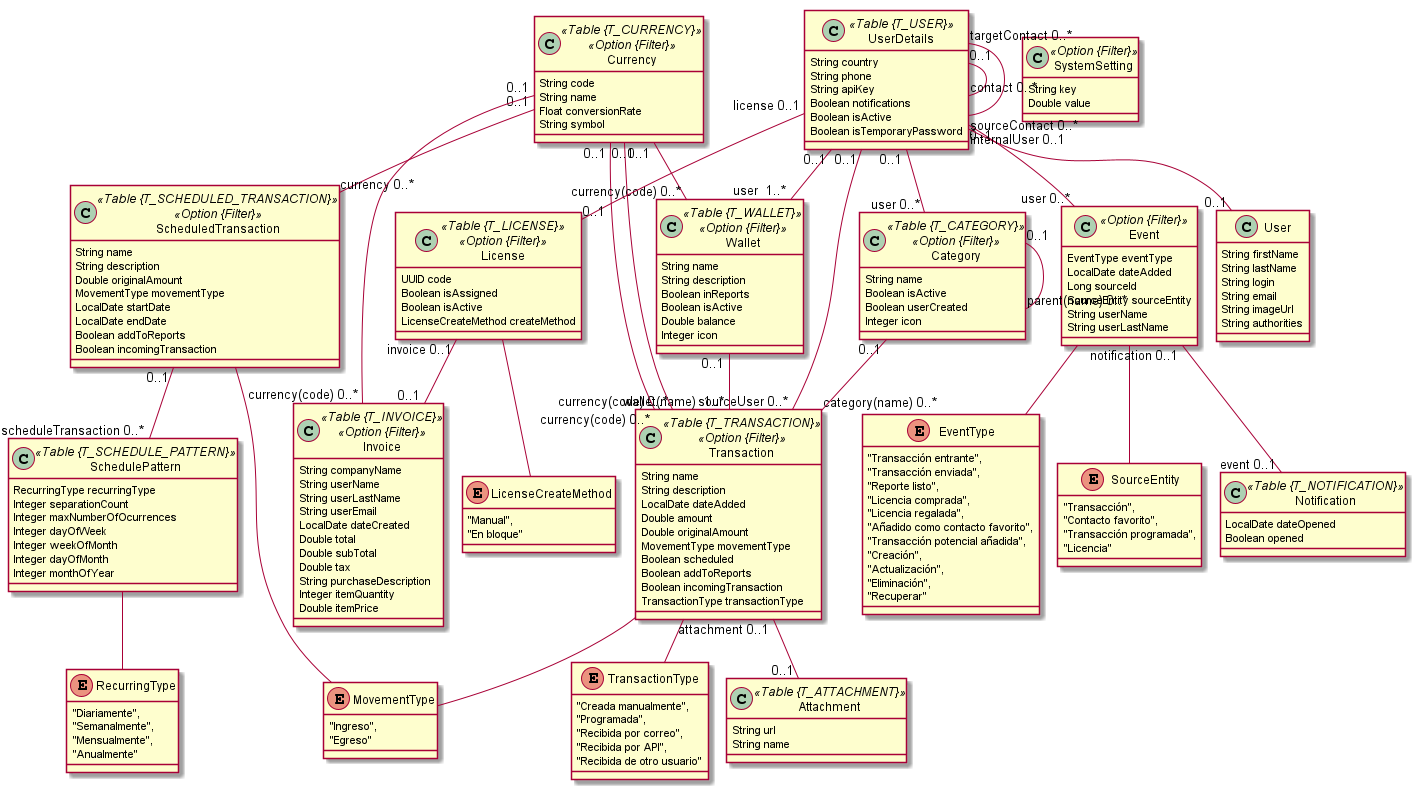 C
«Table {T_CURRENCY}»
«Option {Filter}»
Currency
String code
String name
Float conversionRate
String symbol
C
«Table {T_USER}»
UserDetails
String country
String phone
String apiKey
Boolean notifications
Boolean isActive
Boolean isTemporaryPassword
C
«Option {Filter}»
SystemSetting
String key
Double value
targetContact 0..*
0..1
contact 0..*
sourceContact 0..*
0..1
internalUser 0..1
0..1
0..1
license 0..1
0..1
0..1
0..1
0..1
0..1
0..1
currency 0..*
currency(code) 0..*
0..1
user 1..*
user 0..*
user 0..*
0..1
C
«Table {T_SCHEDULED_TRANSACTION}»
«Option {Filter}»
ScheduledTransaction
String name
String description
Double originalAmount
MovementType movementType
LocalDate startDate
LocalDate endDate
Boolean addToReports
Boolean incomingTransaction
C
«Table {T_LICENSE}»
«Option {Filter}»
License
UUID code
Boolean isAssigned
Boolean isActive
LicenseCreateMethod createMethod
C
«Table {T_WALLET}»
«Option {Filter}»
Wallet
String name
String description
Boolean inReports
Boolean isActive
Double balance
Integer icon
C
«Table {T_CATEGORY}»
«Option {Filter}»
Category
String name
Boolean isActive
Boolean userCreated
Integer icon
0..1
parent(name) 0..*
C
«Option {Filter}»
Event
EventType eventType
LocalDate dateAdded
Long sourceId
SourceEntity sourceEntity
String userName
String userLastName
C
User
String firstName
String lastName
String login
String email
String imageUrl
String authorities
0..1
invoice 0..1
0..1
0..1
0..1
notification 0..1
scheduleTransaction 0..*
currency(code) 0..*
currency(code) 0..*
wallet(name) 1..*
sourceUser 0..*
currency(code) 0..*
category(name) 0..*
event 0..1
C
«Table {T_SCHEDULE_PATTERN}»
SchedulePattern
RecurringType recurringType
Integer separationCount
Integer maxNumberOfOcurrences
Integer dayOfWeek
Integer weekOfMonth
Integer dayOfMonth
Integer monthOfYear
C
«Table {T_INVOICE}»
«Option {Filter}»
Invoice
String companyName
String userName
String userLastName
String userEmail
LocalDate dateCreated
Double total
Double subTotal
Double tax
String purchaseDescription
Integer itemQuantity
Double itemPrice
E
LicenseCreateMethod
"Manual",
"En bloque"
C
«Table {T_TRANSACTION}»
«Option {Filter}»
Transaction
String name
String description
LocalDate dateAdded
Double amount
Double originalAmount
MovementType movementType
Boolean scheduled
Boolean addToReports
Boolean incomingTransaction
TransactionType transactionType
E
EventType
"Transacción entrante",
"Transacción enviada",
"Reporte listo",
"Licencia comprada",
"Licencia regalada",
"Añadido como contacto favorito",
"Transacción potencial añadida",
"Creación",
"Actualización",
"Eliminación",
"Recuperar"
E
SourceEntity
"Transacción",
"Contacto favorito",
"Transacción programada",
"Licencia"
C
«Table {T_NOTIFICATION}»
Notification
LocalDate dateOpened
Boolean opened
attachment 0..1
0..1
E
RecurringType
"Diariamente",
"Semanalmente",
"Mensualmente",
"Anualmente"
E
MovementType
"Ingreso",
"Egreso"
E
TransactionType
"Creada manualmente",
"Programada",
"Recibida por correo",
"Recibida por API",
"Recibida de otro usuario"
C
«Table {T_ATTACHMENT}»
Attachment
String url
String name